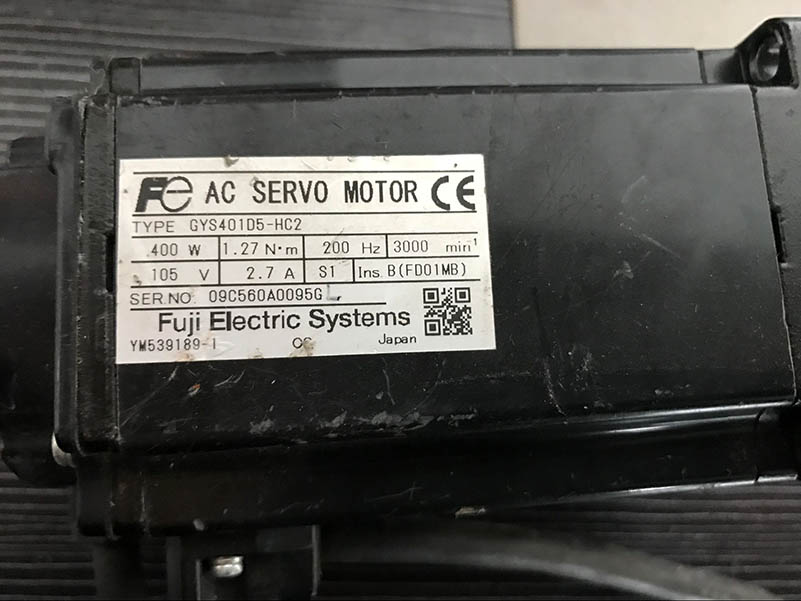 Fe AC SERVO MOTOR CE
TYPE GYS401D5-HC2
400 W 1.27 N·m 200 Hz 3000 min⁻¹
105 V 2.7 A S1 Ins. B(FD01MB)
SER.NO. 09C560A0095G
Fuji Electric Systems
YM539189-1 Japan